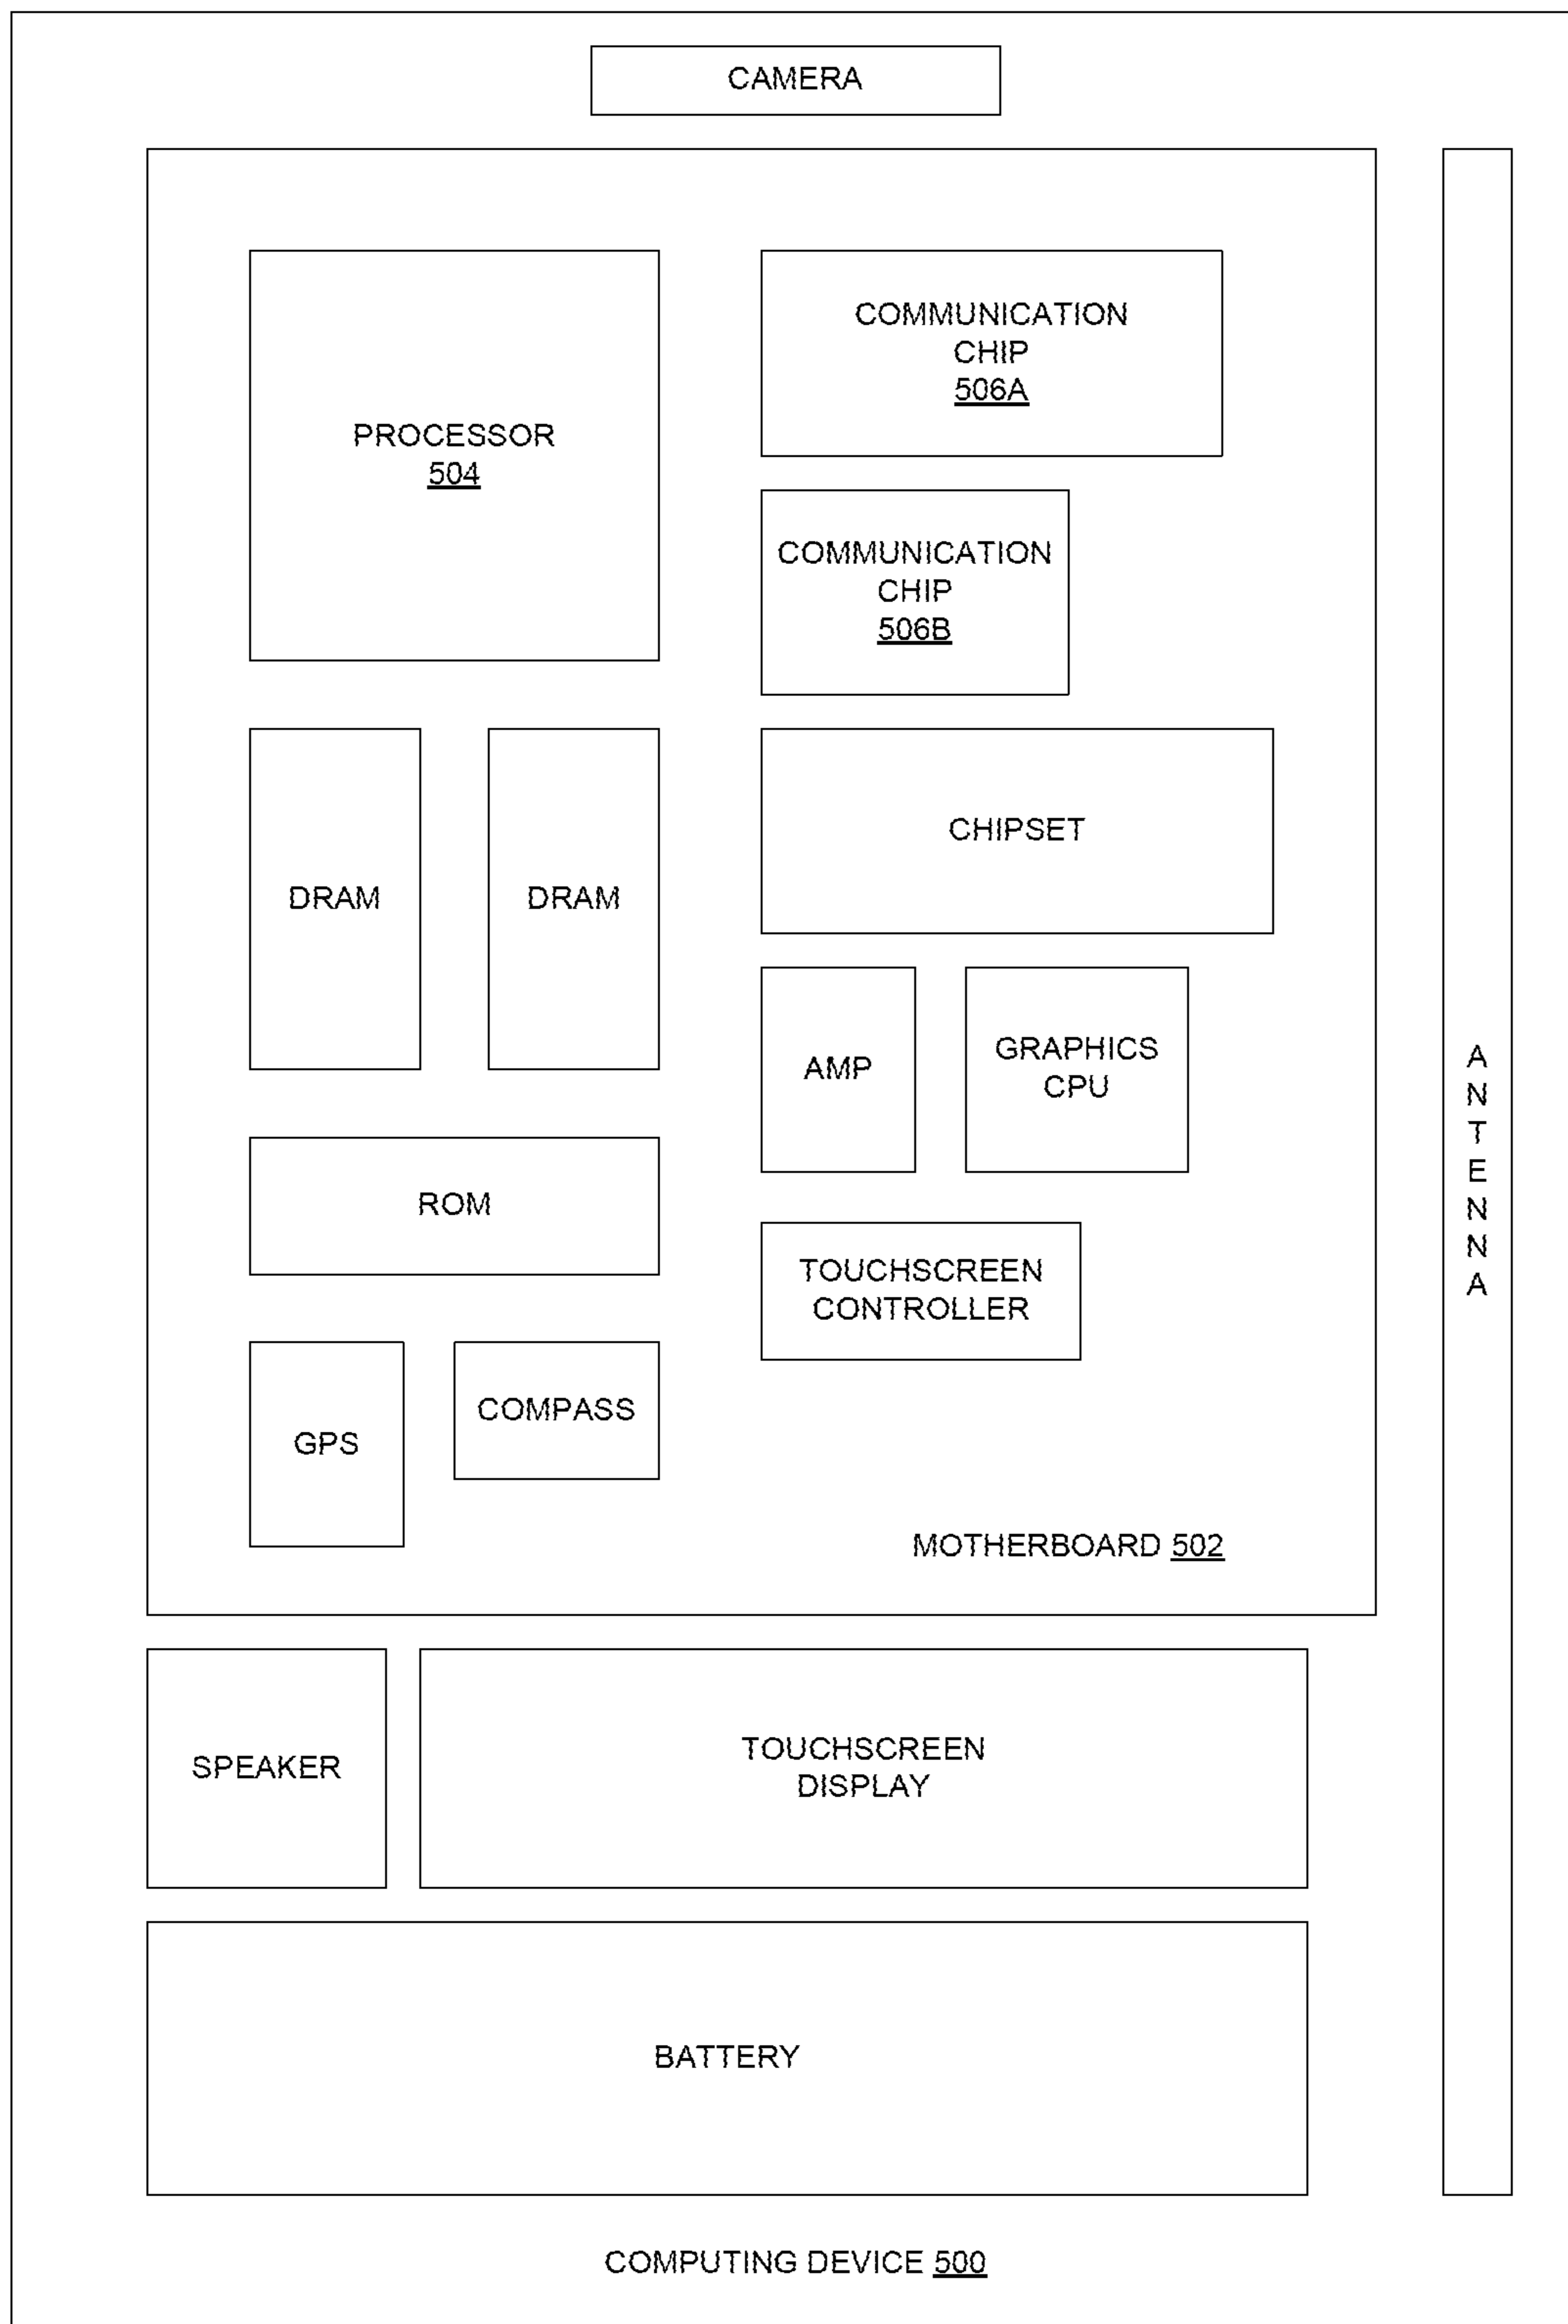 CAMERA
PROCESSOR
504
COMMUNICATION
CHIP
506A
COMMUNICATION
CHIP
506B
DRAM
DRAM
CHIPSET
AMP
GRAPHICS
CPU
ROM
TOUCHSCREEN
CONTROLLER
GPS
COMPASS
MOTHERBOARD 502
ANTENNA
SPEAKER
TOUCHSCREEN
DISPLAY
BATTERY
COMPUTING DEVICE 500